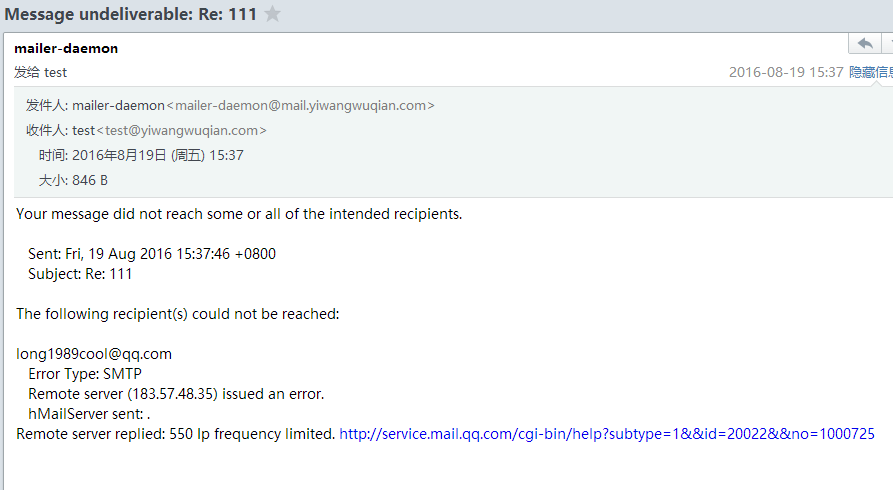 Message undeliverable: Re: 111
mailer-daemon
发给 test
2016-08-19 15:37 隐藏信息
发件人: mailer-daemon<mailer-daemon@mail.yiwangwuqian.com>
收件人: test<test@yiwangwuqian.com>
时间: 2016年8月19日 (周五) 15:37
大小: 846 B
Your message did not reach some or all of the intended recipients.
Sent: Fri, 19 Aug 2016 15:37:46 +0800
Subject: Re: 111
The following recipient(s) could not be reached:
long1989cool@qq.com
Error Type: SMTP
Remote server (183.57.48.35) issued an error.
hMailServer sent: .
Remote server replied: 550 Ip frequency limited. http://service.mail.qq.com/cgi-bin/help?subtype=1&&id=20022&&no=1000725